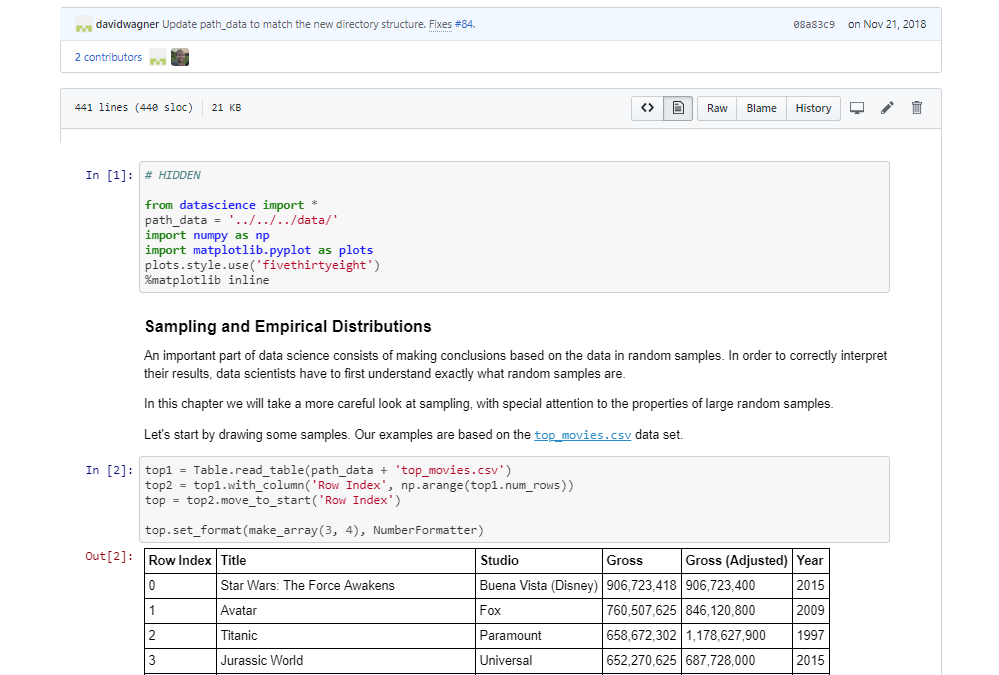 davidwagner Update path_data to match the new directory structure. Fixes #84. 08a83c9 on Nov 21, 2018
2 contributors
441 lines (440 sloc) 21 KB <> Raw Blame History
In [1]: # HIDDEN
from datascience import *
path_data = '../../../data/'
import numpy as np
import matplotlib.pyplot as plots
plots.style.use('fivethirtyeight')
%matplotlib inline
Sampling and Empirical Distributions
An important part of data science consists of making conclusions based on the data in random samples. In order to correctly interpret
their results, data scientists have to first understand exactly what random samples are.
In this chapter we will take a more careful look at sampling, with special attention to the properties of large random samples.
Let's start by drawing some samples. Our examples are based on the top_movies.csv data set.
In [2]: top1 = Table.read_table(path_data + 'top_movies.csv')
top2 = top1.with_column('Row Index', np.arange(top1.num_rows))
top = top2.move_to_start('Row Index')
top.set_format(make_array(3, 4), NumberFormatter)
Out[2]: Row Index Title Studio Gross Gross (Adjusted) Year
0 Star Wars: The Force Awakens Buena Vista (Disney) 906,723,418 906,723,400 2015
1 Avatar Fox 760,507,625 846,120,800 2009
2 Titanic Paramount 658,672,302 1,178,627,900 1997
3 Jurassic World Universal 652,270,625 687,728,000 2015